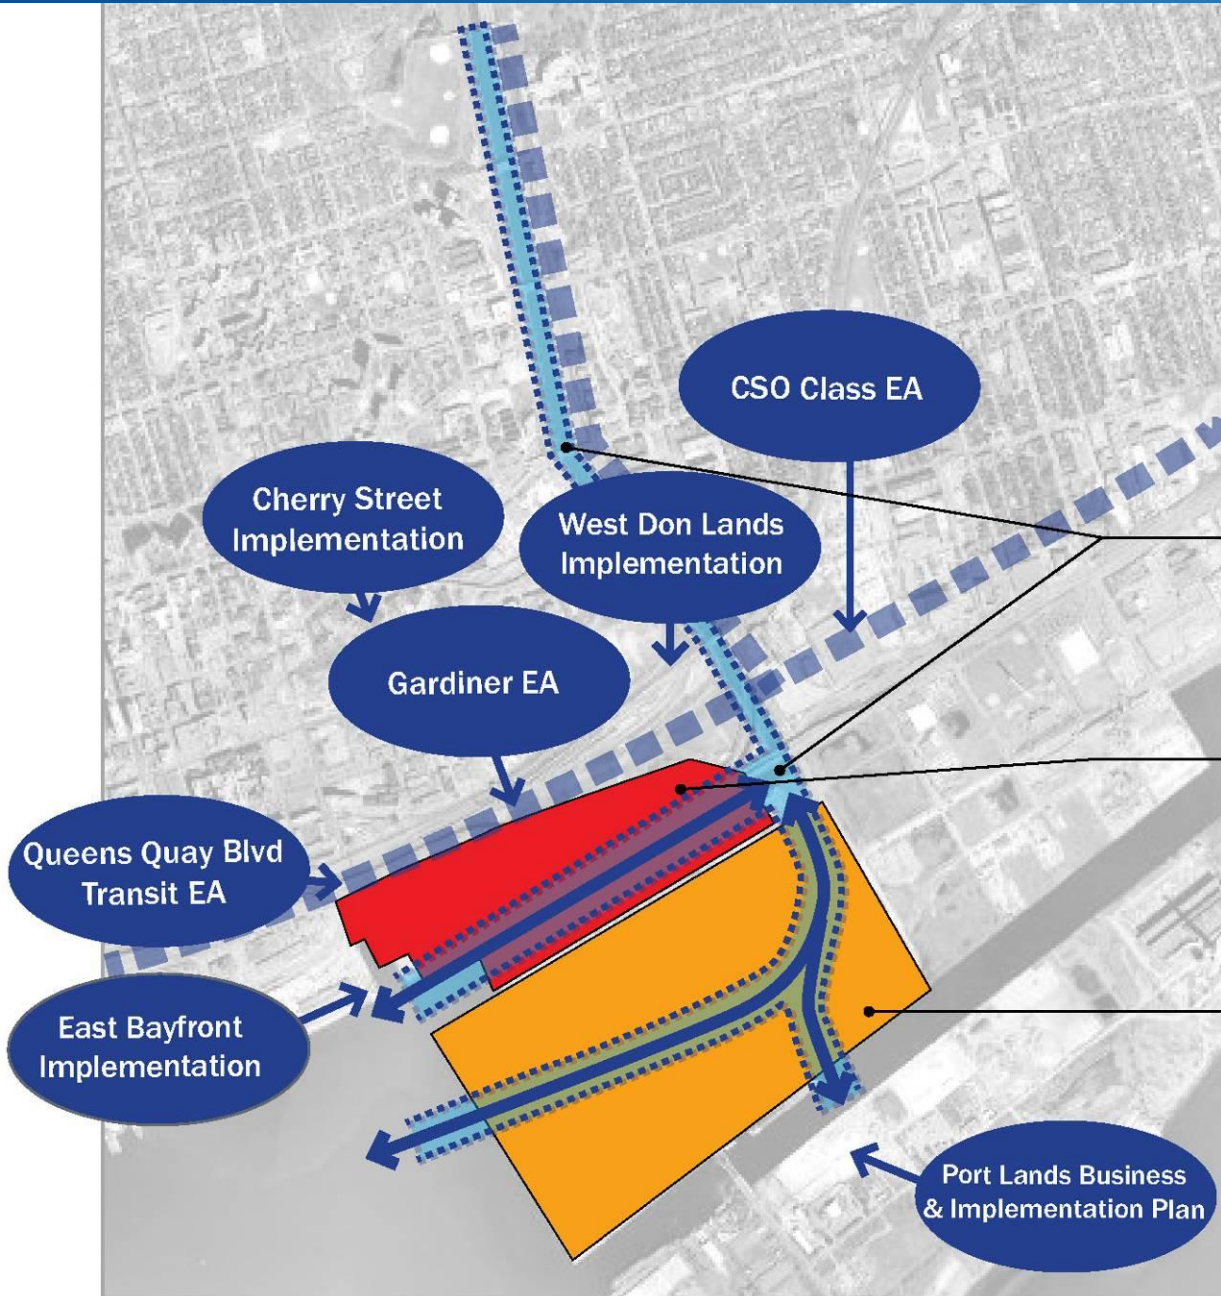 CSO Class EA
Cherry Street
Implementation
West Don Lands
Implementation
Gardiner EA
Queens Quay Blvd
Transit EA
East Bayfront
Implementation
Port Lands Business
& Implementation Plan